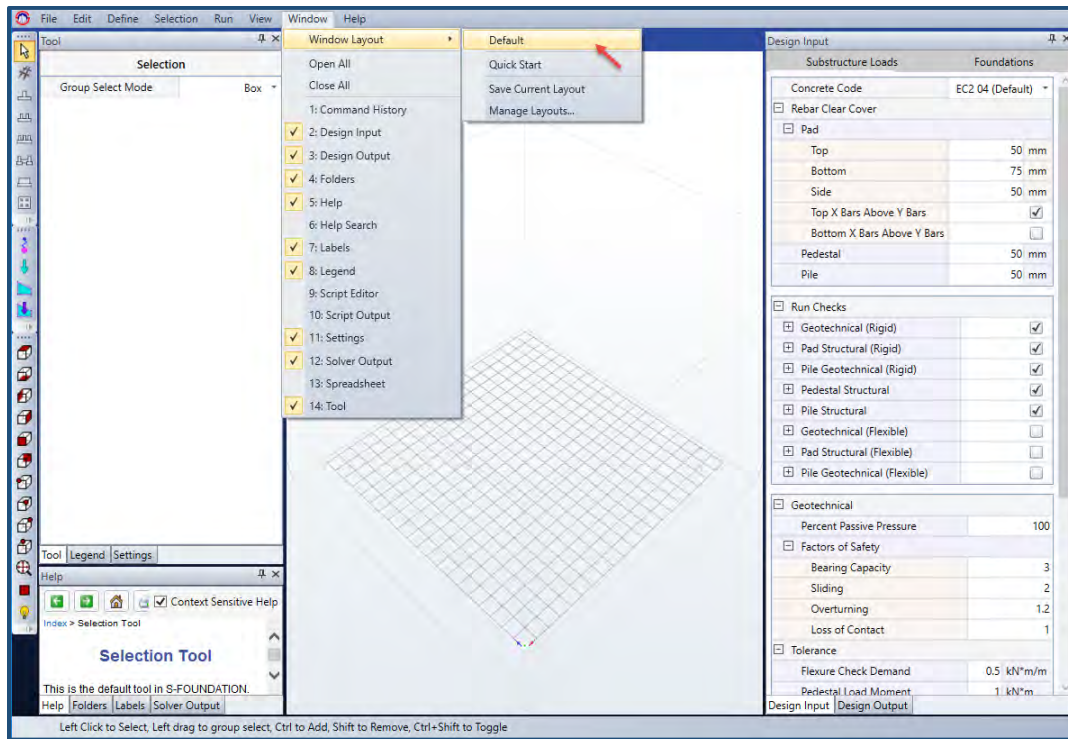 File Edit Define Selection Run View Window Help
Tool
Selection
Group Select Mode Box
Tool Legend Settings
Help
Context Sensitive Help
Index > Selection Tool
Selection Tool
This is the default tool in S-FOUNDATION.
Help Folders Labels Solver Output
Window Layout
Open All
Close All
1: Command History
2: Design Input
3: Design Output
4: Folders
5: Help
6: Help Search
7: Labels
8: Legend
9: Script Editor
10: Script Output
11: Settings
12: Solver Output
13: Spreadsheet
14: Tool
Default
Quick Start
Save Current Layout
Manage Layouts...
Design Input
Substructure Loads Foundations
Concrete Code EC2 04 (Default)
Rebar Clear Cover
Pad
Top 50 mm
Bottom 75 mm
Side 50 mm
Top X Bars Above Y Bars
Bottom X Bars Above Y Bars
Pedestal 50 mm
Pile 50 mm
Run Checks
Geotechnical (Rigid)
Pad Structural (Rigid)
Pile Geotechnical (Rigid)
Pedestal Structural
Pile Structural
Geotechnical (Flexible)
Pad Structural (Flexible)
Pile Geotechnical (Flexible)
Geotechnical
Percent Passive Pressure 100
Factors of Safety
Bearing Capacity 3
Sliding 2
Overturning 1.2
Loss of Contact 1
Tolerance
Flexure Check Demand 0.5 kN*m/m
Pedestal Load Moment 1 kN*m
Design Input Design Output
Left Click to Select, Left drag to group select, Ctrl to Add, Shift to Remove, Ctrl+Shift to Toggle